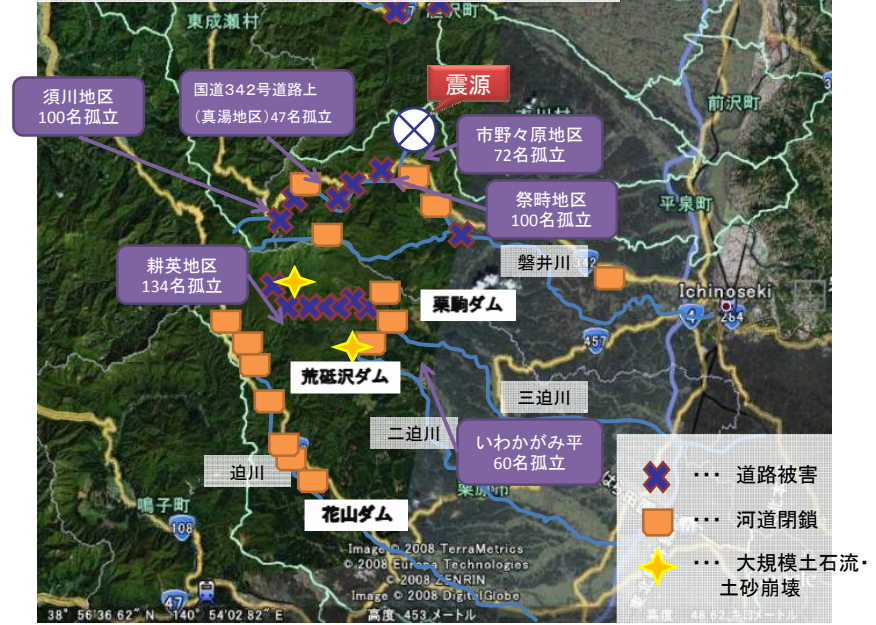 東成瀬村
震源
前沢町
須川地区
100名孤立
国道342号道路上
(真湯地区)47名孤立
市野々原地区
72名孤立
祭畤地区
100名孤立
平泉町
磐井川
342
耕英地区
134名孤立
栗駒ダム
Ichinoseki
4
284
457
荒砥沢ダム
三迫川
二迫川
いわかがみ平
60名孤立
迫川
栗原市
花山ダム
鳴子町
108
47
… 道路被害
… 河道閉鎖
… 大規模土石流・
土砂崩壊
Image © 2008 TerraMetrics
© 2008 Europa Technologies
© 2008 ZENRIN
Image © 2008 DigitalGlobe
38° 56'36.62" N 140° 54'02.82" E
高度 453 メートル